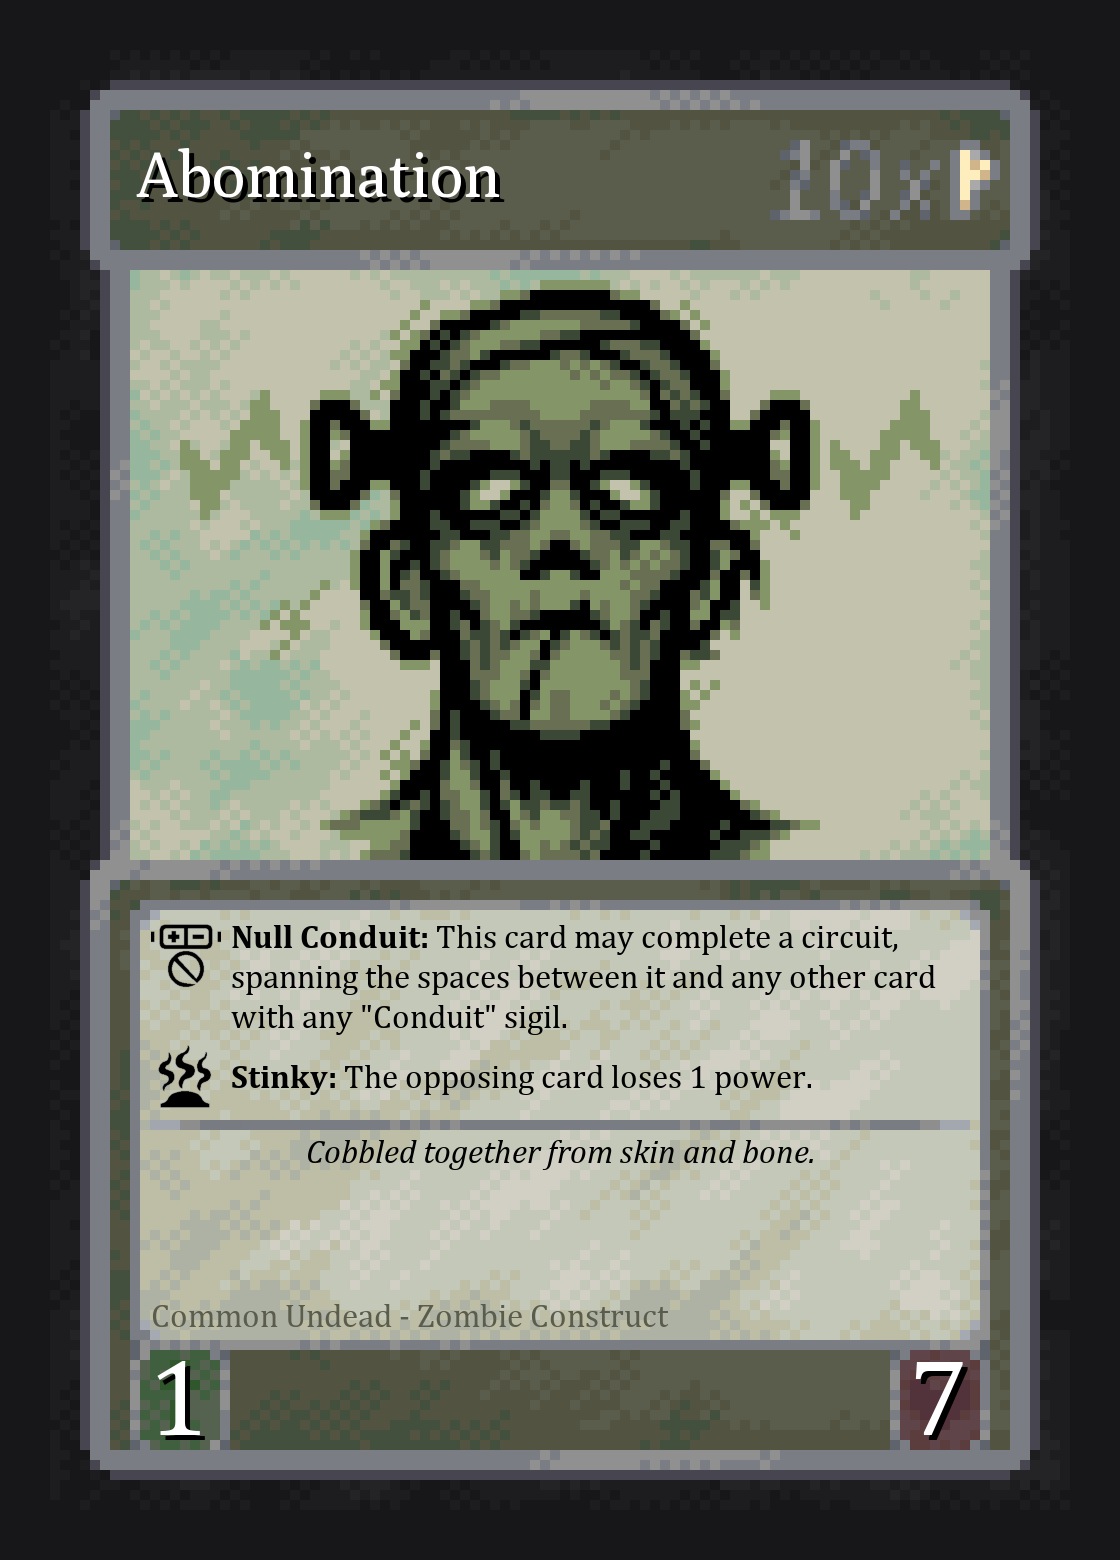 Abomination
10x
Null Conduit: This card may complete a circuit,
spanning the spaces between it and any other card
with any "Conduit" sigil.
Stinky: The opposing card loses 1 power.
Cobbled together from skin and bone.
Common Undead - Zombie Construct
1
7